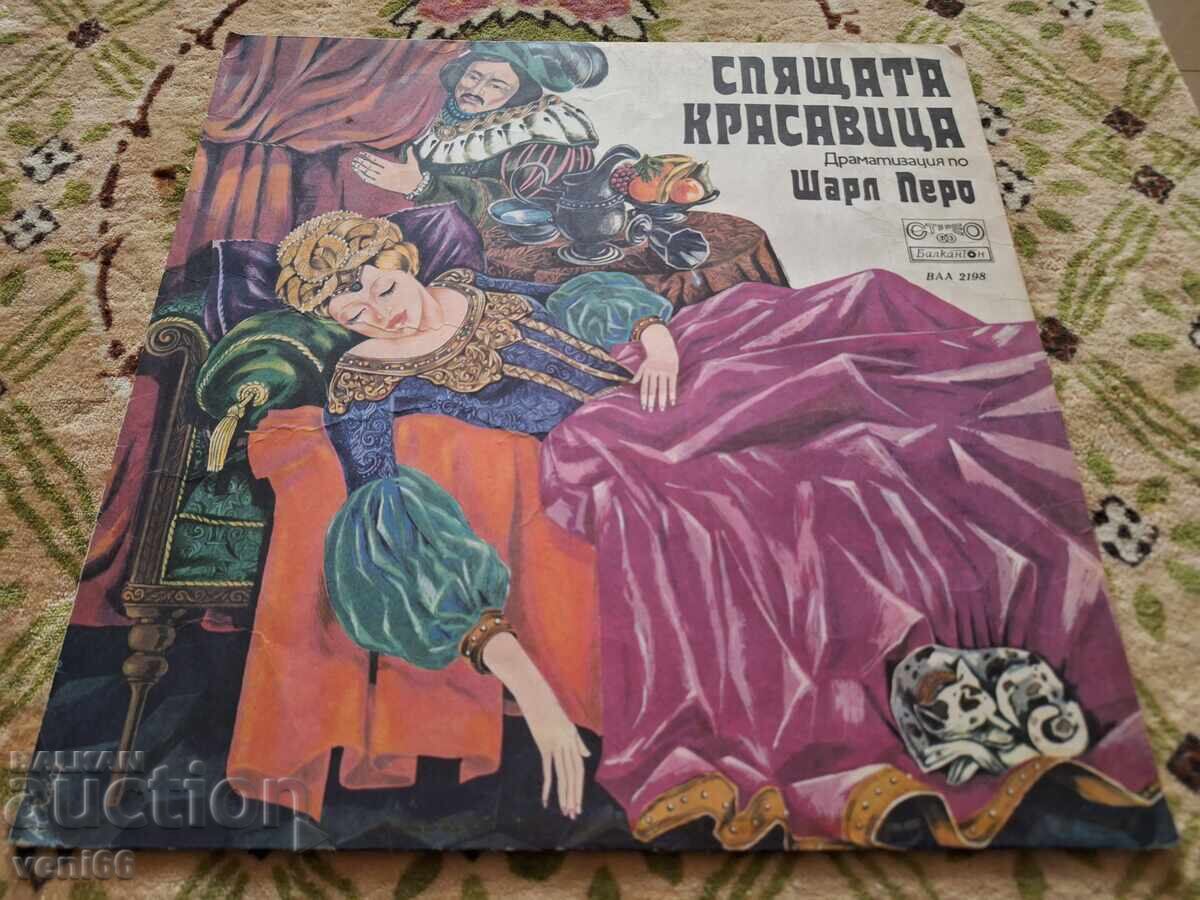 СПЯЩАТА
КРАСАВИЦА
Драматизация по
Шарл Перо
СТЕРЕО
Балкантон
ВАА 2198
BALKAN
auction
veni66